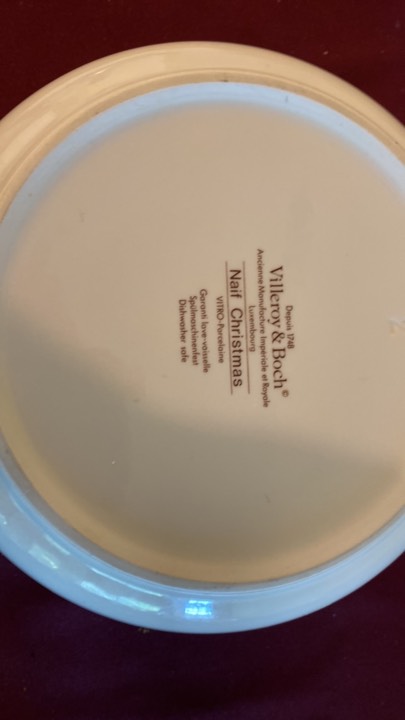 Depuis 1748
Villeroy & Boch©
Ancienne Manufacture Impériale et Royale
Luxembourg
Naif Christmas
VITRO-Porcelaine
Garanti lave-vaisselle
Spülmaschinenfest
Dishwasher safe